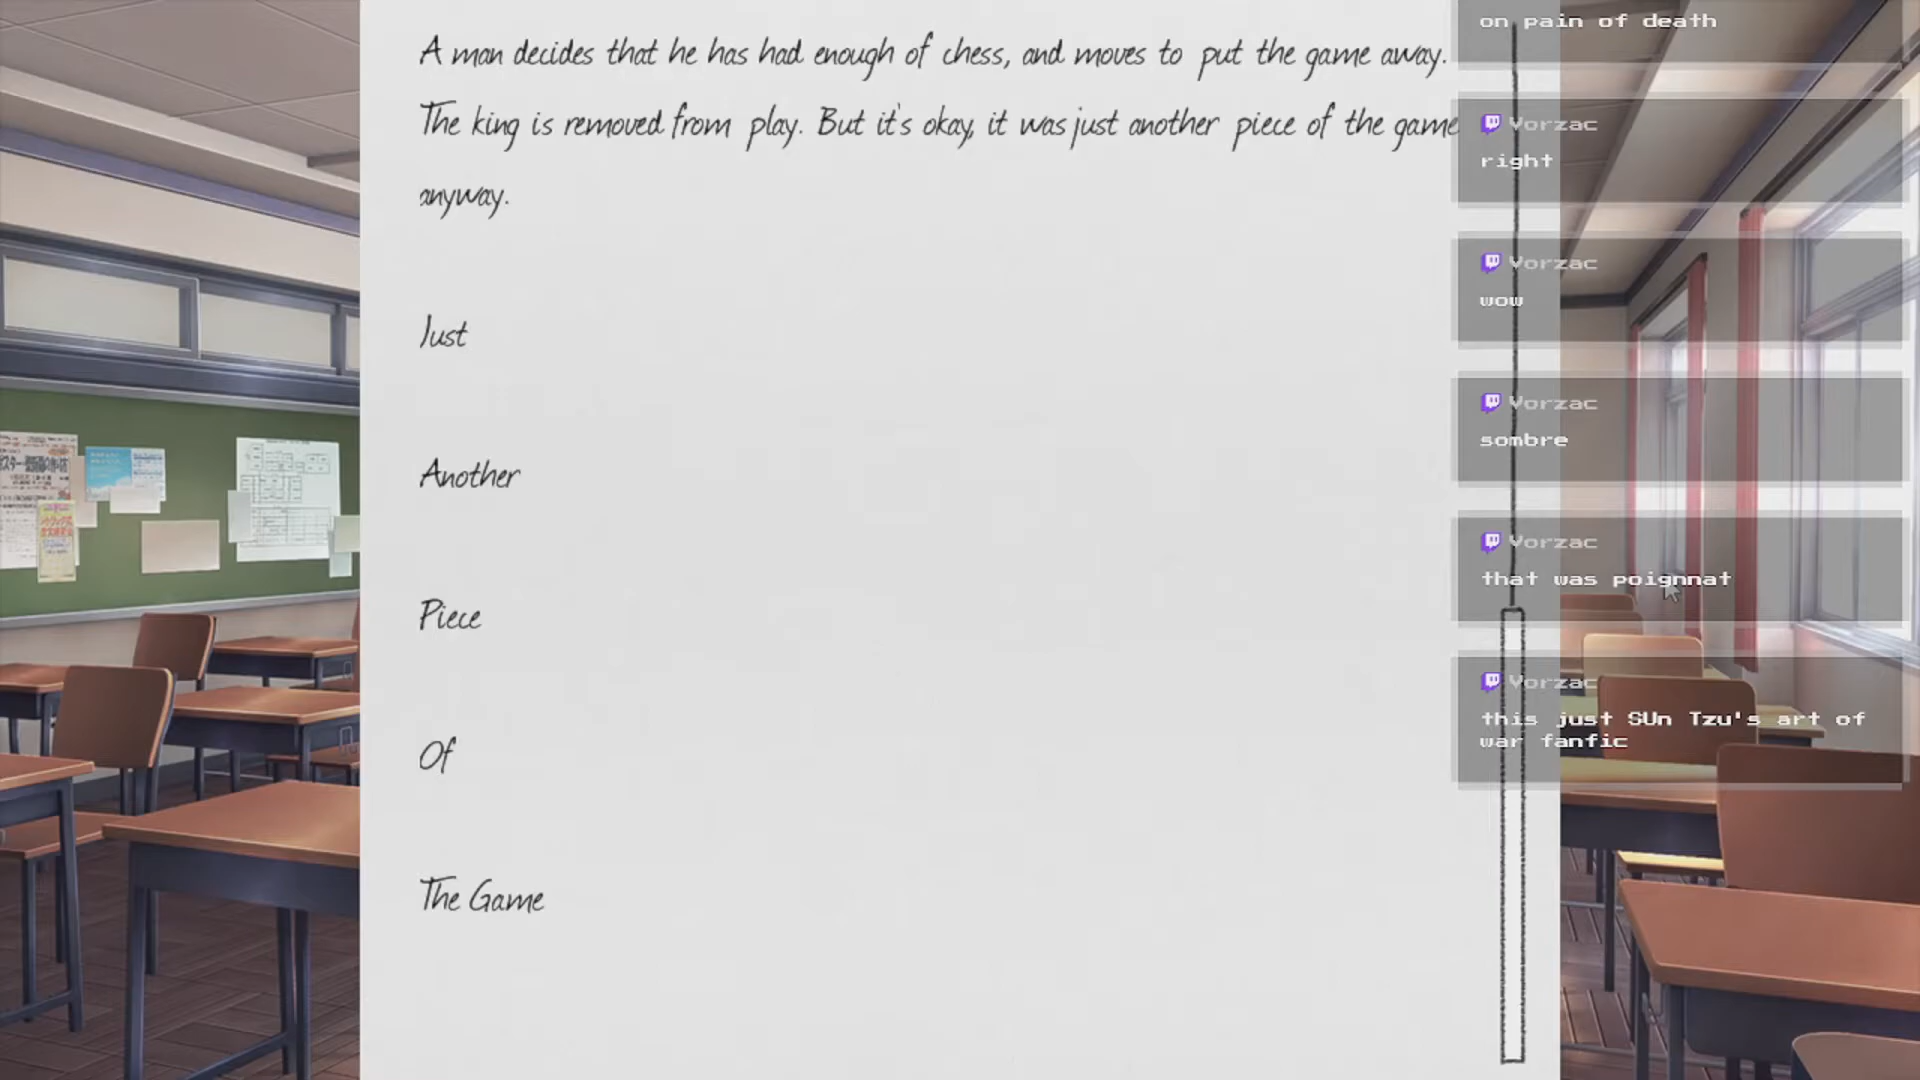 A man decides that he has had enough of chess, and moves to put the game away.
The king is removed from play. But it's okay, it was just another piece of the game
anyway.
Just
Another
Piece
Of
The Game
on pain of death
Vorzac
right
Vorzac
wow
Vorzac
sombre
Vorzac
that was poignnat
Vorzac
this just SUn Tzu's art of
war fanfic